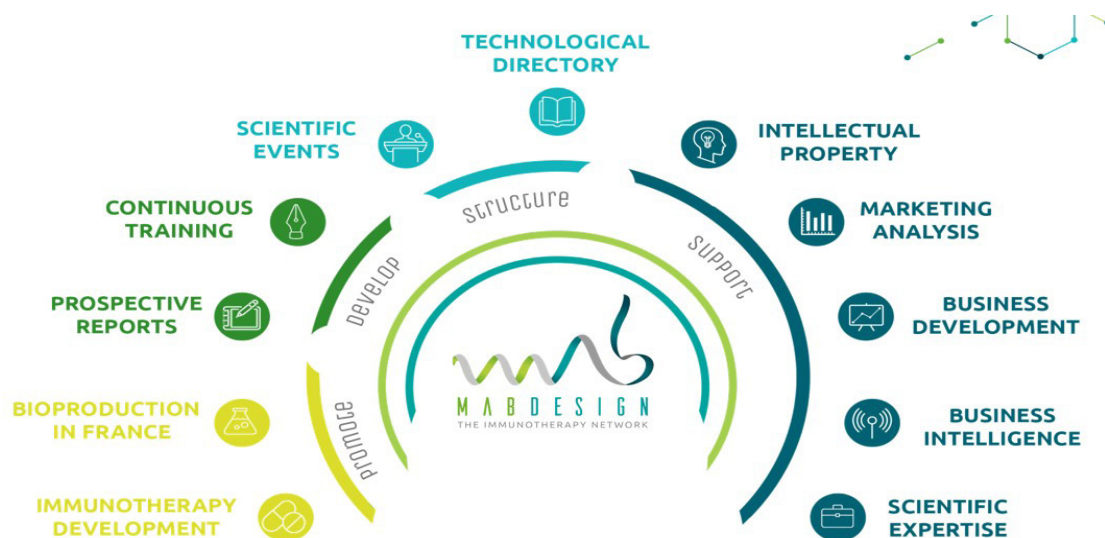 TECHNOLOGICAL
DIRECTORY
SCIENTIFIC
EVENTS
INTELLECTUAL
PROPERTY
CONTINUOUS
TRAINING
MARKETING
ANALYSIS
PROSPECTIVE
REPORTS
BUSINESS
DEVELOPMENT
BIOPRODUCTION
IN FRANCE
BUSINESS
INTELLIGENCE
IMMUNOTHERAPY
DEVELOPMENT
SCIENTIFIC
EXPERTISE
structure
support
Develop
promote
mab
MABDESIGN
THE IMMUNOTHERAPY NETWORK